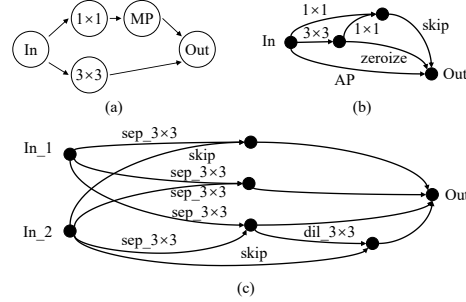 1×1
MP
In
Out
3×3
(a)
1×1
skip
In
3×3
1×1
zeroize
Out
AP
(b)
In_1
sep_3×3
skip
sep_3×3
sep_3×3
Out
sep_3×3
In_2
sep_3×3
dil_3×3
skip
(c)